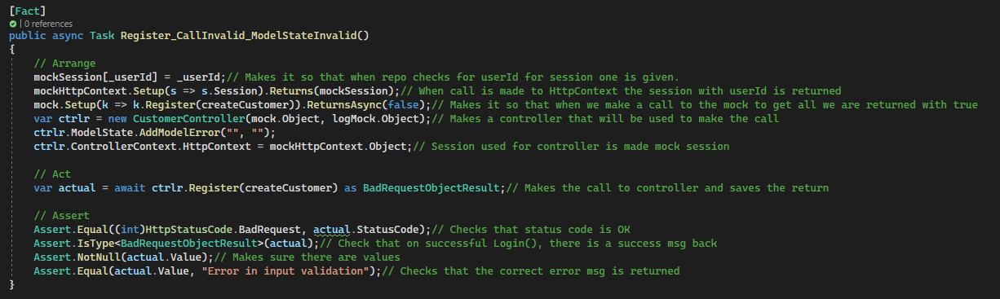 [Fact]
| 0 references
public async Task Register_CallInvalid_ModelStateInvalid()
{
    // Arrange
    mockSession[_userId] = _userId;// Makes it so that when repo checks for userId for session one is given.
    mockHttpContext.Setup(s => s.Session).Returns(mockSession);// When call is made to HttpContext the session with userId is returned
    mock.Setup(k => k.Register(createCustomer)).ReturnsAsync(false);// Makes it so that when we make a call to the mock to get all we are returned with true
    var ctrlr = new CustomerController(mock.Object, logMock.Object);// Makes a controller that will be used to make the call
    ctrlr.ModelState.AddModelError("", "");
    ctrlr.ControllerContext.HttpContext = mockHttpContext.Object;// Session used for controller is made mock session

    // Act
    var actual = await ctrlr.Register(createCustomer) as BadRequestObjectResult;// Makes the call to controller and saves the return

    // Assert
    Assert.Equal((int)HttpStatusCode.BadRequest, actual.StatusCode);// Checks that status code is OK
    Assert.IsType<BadRequestObjectResult>(actual);// Check that on successful Login(), there is a success msg back
    Assert.NotNull(actual.Value);// Makes sure there are values
    Assert.Equal(actual.Value, "Error in input validation");// Checks that the correct error msg is returned
}